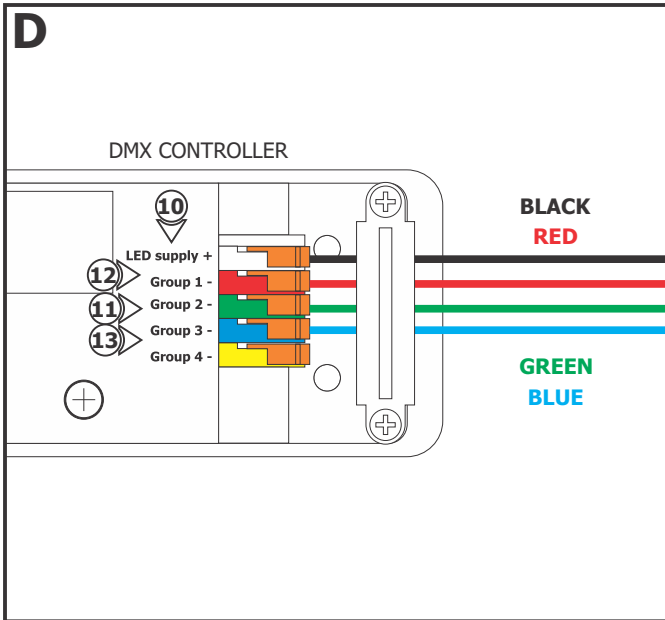 D
DMX CONTROLLER
10
BLACK
RED
LED supply +
12
Group 1 -
11
Group 2 -
13
Group 3 -
Group 4 -
GREEN
BLUE